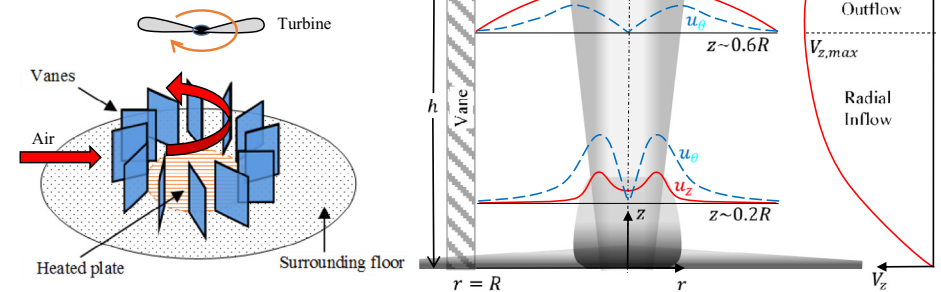 Turbine
Vanes
Air
Heated plate
Surrounding floor
h
Vane
u_θ
z~0.6R
u_θ
u_z
z~0.2R
z
r = R
r
Outflow
V_{z,max}
Radial
Inflow
V_z